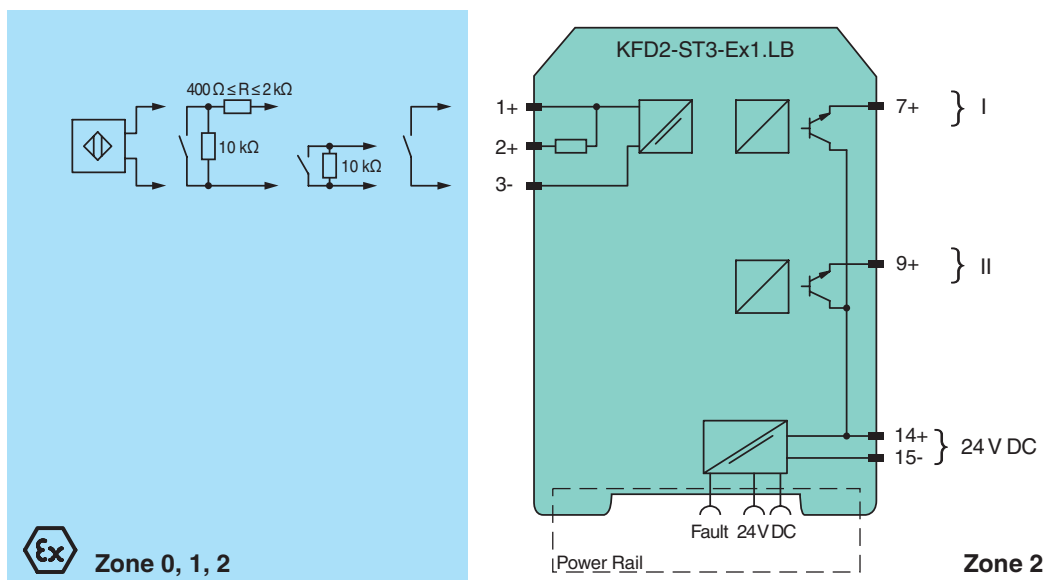 KFD2-ST3-Ex1.LB
400 Ω ≤ R ≤ 2 kΩ
10 kΩ
10 kΩ
1+
2+
3-
7+
I
9+
II
14+
15-
24 V DC
Fault
24 V DC
Power Rail
Ex
Zone 0, 1, 2
Zone 2